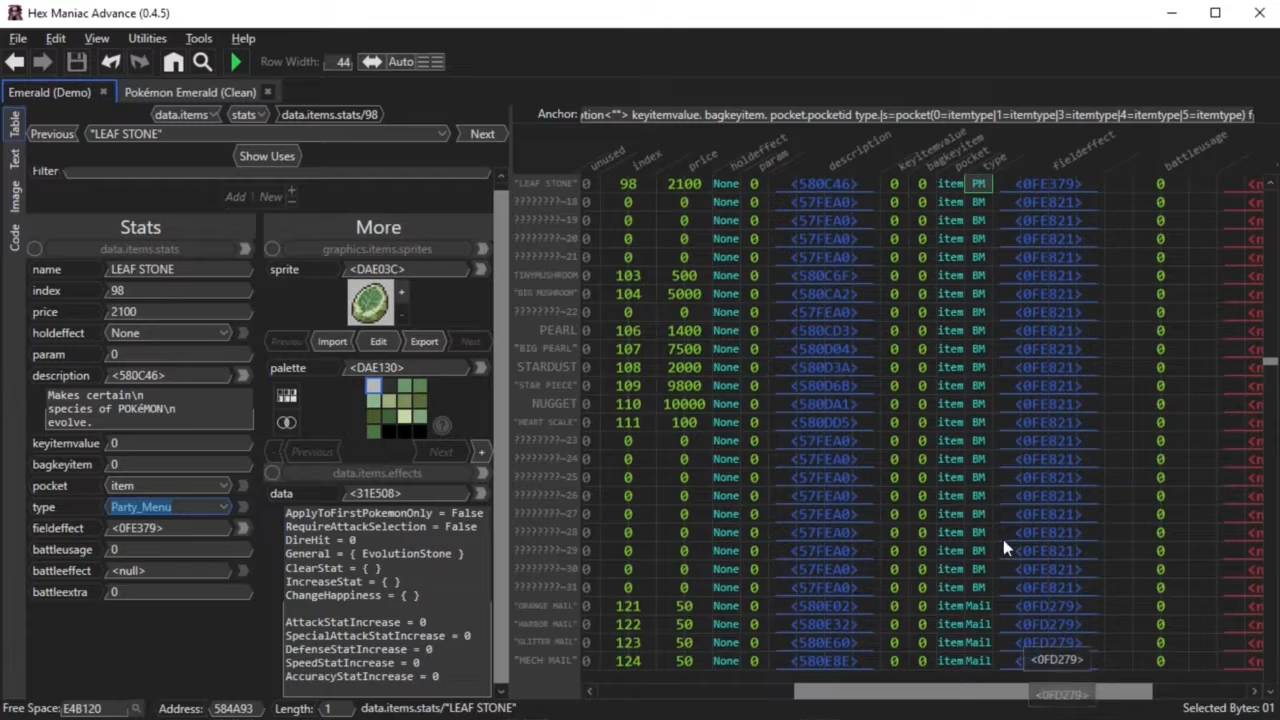 Hex Maniac Advance (0.4.5)
File Edit View Utilities Tools Help
Row Width: 44 Auto
Emerald (Demo) Pokémon Emerald (Clean)
Table
Text
Image
Code
data.items stats data.items.stats/98
Previous "LEAF STONE" Next
Show Uses
Filter
Add 1 New
Stats
data.items.stats
name LEAF STONE
index 98
price 2100
holdeffect None
param 0
description <580C46>
Makes certain\n
species of POKéMON\n
evolve.
keyitemvalue 0
bagkeyitem 0
pocket item
type Party_Menu
fieldeffect <0FE379>
battleusage 0
battleeffect <null>
battleextra 0
More
graphics.items.sprites
sprite <DAE03C>
Import Edit Export Next
palette <DAE130>
Previous Next
data.items.effects
data <31E508>
ApplyToFirstPokemonOnly = False
RequireAttackSelection = False
DireHit = 0
General = { EvolutionStone }
ClearStat = { }
IncreaseStat = { }
ChangeHappiness = { }
AttackStatIncrease = 0
SpecialAttackStatIncrease = 0
DefenseStatIncrease = 0
SpeedStatIncrease = 0
AccuracyStatIncrease = 0
Anchor: ption<""> keyitemvalue. bagkeyitem. pocket.pocketid type.|s=pocket(0=itemtype|1=itemtype|3=itemtype|4=itemtype|5=itemtype) f
unused index price holdeffect param description keyitemvalue bagkeyitem pocket type fieldeffect battleusage
"LEAF STONE" 0 98 2100 None 0 <580C46> 0 0 item PM <0FE379> 0 <n
????????~18 0 0 0 None 0 <57FEA0> 0 0 item BM <0FE821> 0 <n
????????~19 0 0 0 None 0 <57FEA0> 0 0 item BM <0FE821> 0 <n
????????~20 0 0 0 None 0 <57FEA0> 0 0 item BM <0FE821> 0 <n
????????~21 0 0 0 None 0 <57FEA0> 0 0 item BM <0FE821> 0 <n
TINYMUSHROOM 0 103 500 None 0 <580C6F> 0 0 item BM <0FE821> 0 <n
"BIG MUSHROOM" 0 104 5000 None 0 <580CA2> 0 0 item BM <0FE821> 0 <n
????????~22 0 0 0 None 0 <57FEA0> 0 0 item BM <0FE821> 0 <n
PEARL 0 106 1400 None 0 <580CD3> 0 0 item BM <0FE821> 0 <n
"BIG PEARL" 0 107 7500 None 0 <580D04> 0 0 item BM <0FE821> 0 <n
STARDUST 0 108 2000 None 0 <580D3A> 0 0 item BM <0FE821> 0 <n
"STAR PIECE" 0 109 9800 None 0 <580D6B> 0 0 item BM <0FE821> 0 <n
NUGGET 0 110 10000 None 0 <580DA1> 0 0 item BM <0FE821> 0 <n
"HEART SCALE" 0 111 100 None 0 <580DD5> 0 0 item BM <0FE821> 0 <n
????????~23 0 0 0 None 0 <57FEA0> 0 0 item BM <0FE821> 0 <n
????????~24 0 0 0 None 0 <57FEA0> 0 0 item BM <0FE821> 0 <n
????????~25 0 0 0 None 0 <57FEA0> 0 0 item BM <0FE821> 0 <n
????????~26 0 0 0 None 0 <57FEA0> 0 0 item BM <0FE821> 0 <n
????????~27 0 0 0 None 0 <57FEA0> 0 0 item BM <0FE821> 0 <n
????????~28 0 0 0 None 0 <57FEA0> 0 0 item BM <0FE821> 0 <n
????????~29 0 0 0 None 0 <57FEA0> 0 0 item BM <0FE821> 0 <n
????????~30 0 0 0 None 0 <57FEA0> 0 0 item BM <0FE821> 0 <n
????????~31 0 0 0 None 0 <57FEA0> 0 0 item BM <0FE821> 0 <n
"ORANGE MAIL" 0 121 50 None 0 <580E02> 0 0 item Mail <0FD279> 0 <n
"HARBOR MAIL" 0 122 50 None 0 <580E32> 0 0 item Mail <0FD279> 0 <n
"GLITTER MAIL" 0 123 50 None 0 <580E60> 0 0 item Mail <0FD279> 0 <n
"MECH MAIL" 0 124 50 None 0 <580E8E> 0 0 item Mail <0FD279> 0 <n
<0FD279>
Free Space: E4B120 Address: 584A93 Length: 1 data.items.stats/"LEAF STONE" Selected Bytes: 01